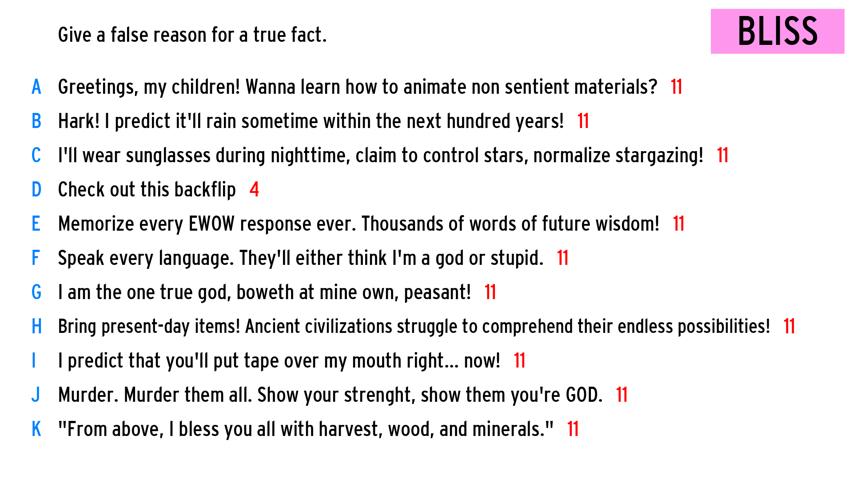 Give a false reason for a true fact.
BLISS
A Greetings, my children! Wanna learn how to animate non sentient materials? 11
B Hark! I predict it'll rain sometime within the next hundred years! 11
C I'll wear sunglasses during nighttime, claim to control stars, normalize stargazing! 11
D Check out this backflip 4
E Memorize every EWOW response ever. Thousands of words of future wisdom! 11
F Speak every language. They'll either think I'm a god or stupid. 11
G I am the one true god, boweth at mine own, peasant! 11
H Bring present-day items! Ancient civilizations struggle to comprehend their endless possibilities! 11
I I predict that you'll put tape over my mouth right... now! 11
J Murder. Murder them all. Show your strenght, show them you're GOD. 11
K "From above, I bless you all with harvest, wood, and minerals." 11